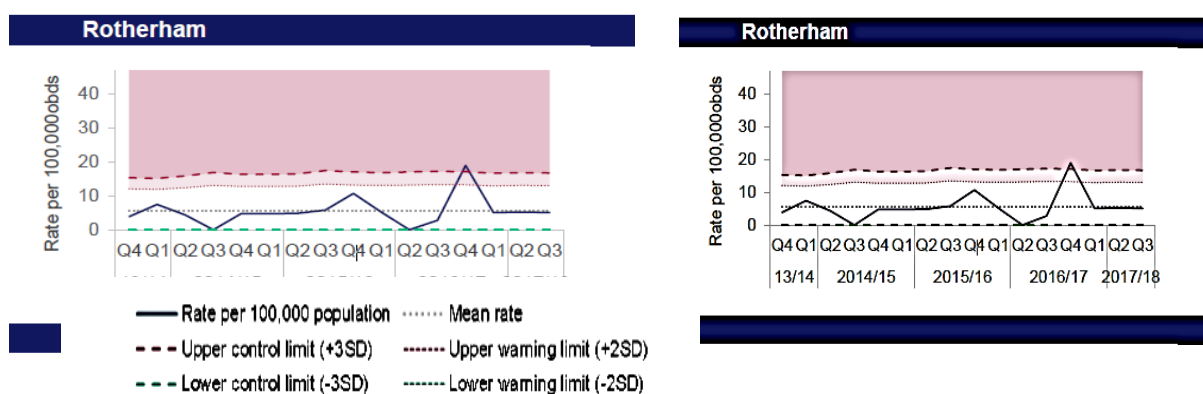 Rotherham
Rate per 100,000obds
40
30
20
10
0
Q4 Q1 Q2 Q3 Q4 Q1 Q2 Q3 Q4 Q1 Q2 Q3 Q4 Q1 Q2 Q3
Rate per 100,000 population
Mean rate
Upper control limit (+3SD)
Upper warning limit (+2SD)
Lower control limit (-3SD)
Lower warning limit (-2SD)
Rotherham
Rate per 100,000obds
40
30
20
10
0
Q4 Q1 Q2 Q3 Q4 Q1 Q2 Q3 Q4 Q1 Q2 Q3 Q4 Q1 Q2 Q3
13/14 2014/15 2015/16 2016/17 2017/18